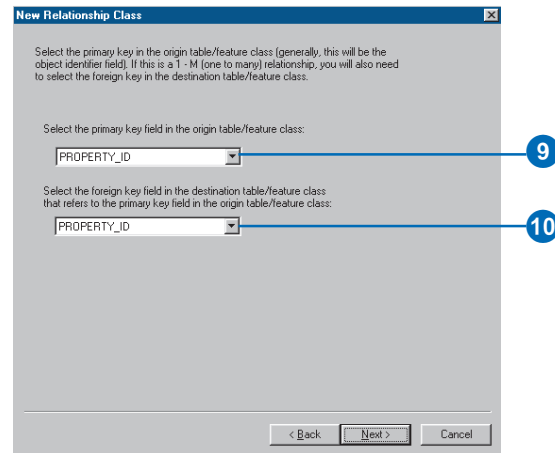 New Relationship Class
Select the primary key in the origin table/feature class (generally, this will be the
object identifier field). If this is a 1 - M (one to many) relationship, you will also need
to select the foreign key in the destination table/feature class.
Select the primary key field in the origin table/feature class:
PROPERTY_ID
9
Select the foreign key field in the destination table/feature class
that refers to the primary key field in the origin table/feature class:
PROPERTY_ID
10
< Back
Next >
Cancel